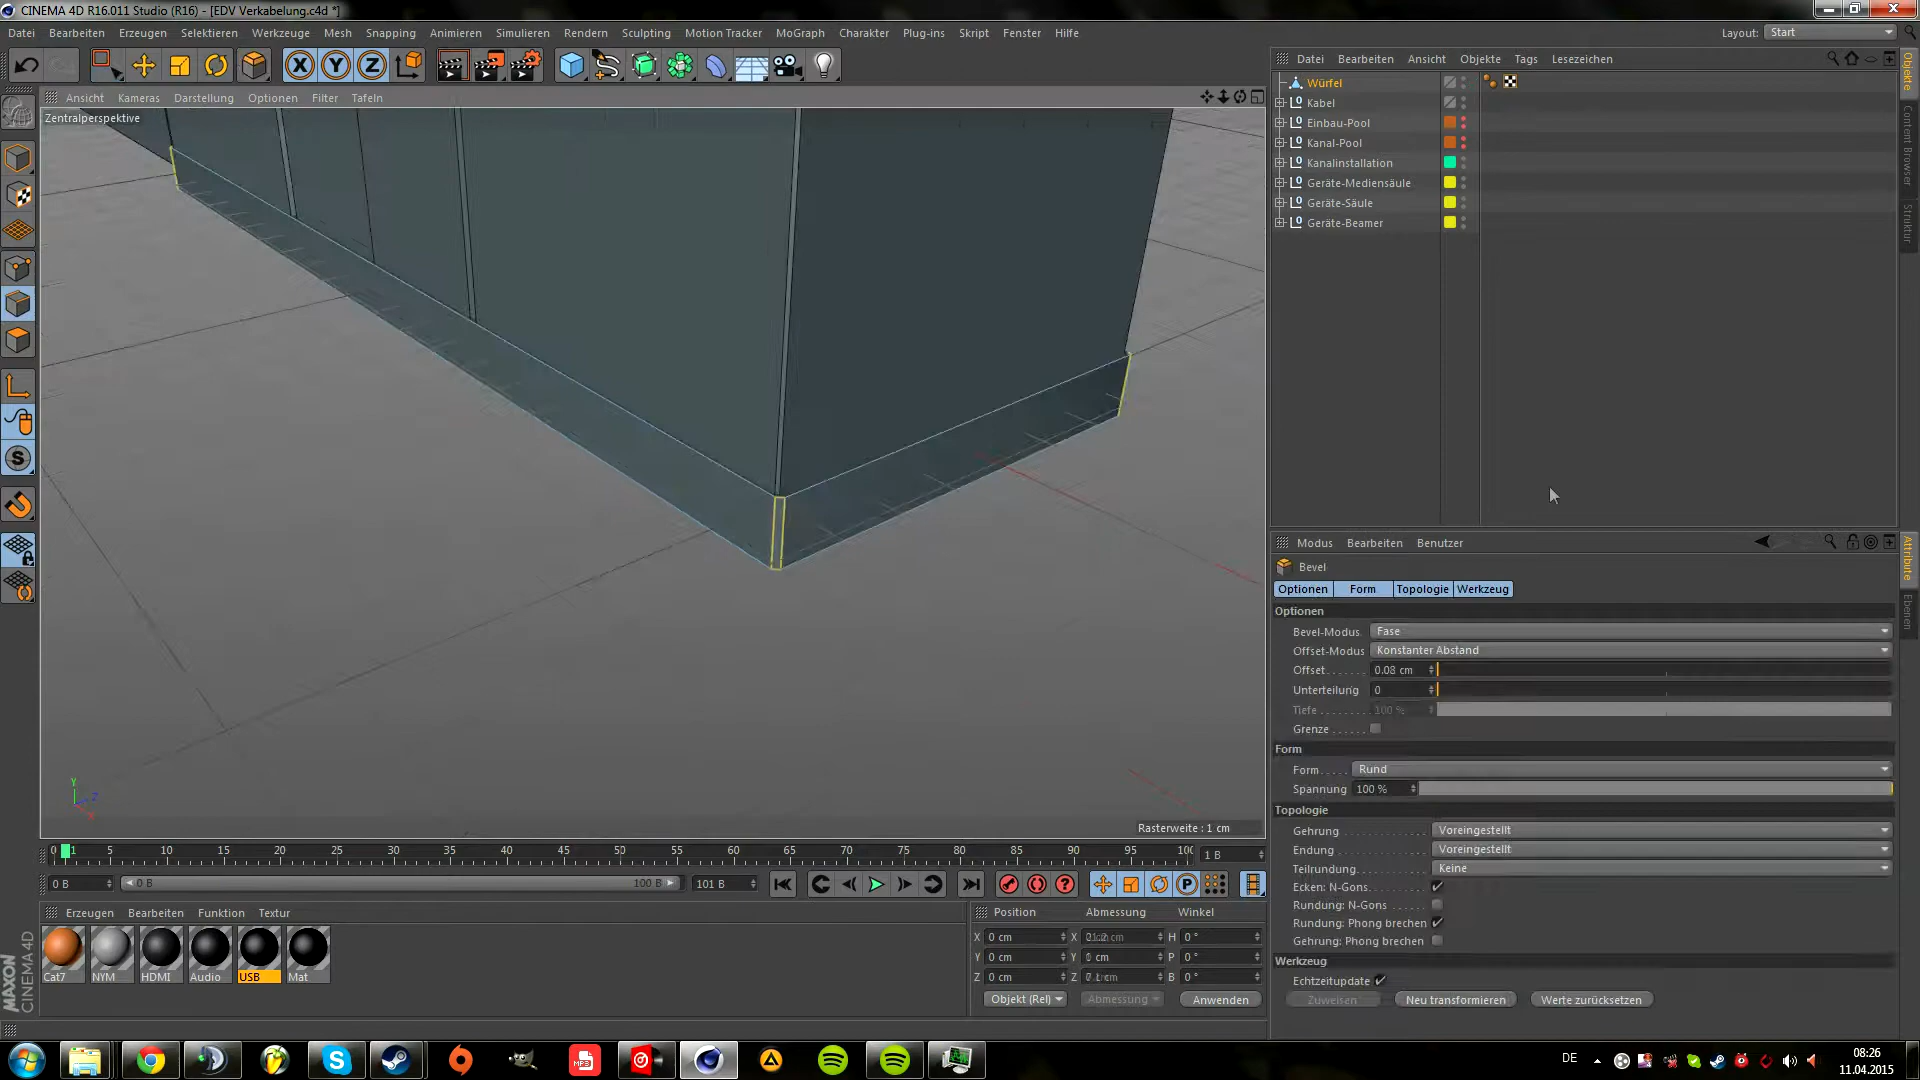 CINEMA 4D R16.011 Studio (R16) - [EDV Verkabelung.c4d *]
Datei Bearbeiten Erzeugen Selektieren Werkzeuge Mesh Snapping Animieren Simulieren Rendern Sculpting Motion Tracker MoGraph Charakter Plug-ins Skript Fenster Hilfe Layout: Start
Ansicht Kameras Darstellung Optionen Filter Tafeln
Zentralperspektive
Rasterweite : 1 cm
Y
Z
X
0 1 5 10 15 20 25 30 35 40 45 50 55 60 65 70 75 80 85 90 95 100 1 B
0 B 0 B 100 B 101 B
Erzeugen Bearbeiten Funktion Textur
Cat7 NYM HDMI Audio USB Mat
MAXON
CINEMA 4D
Position Abmessung Winkel
X 0 cm X H 0 °
Y 0 cm Y P 0 °
Z 0 cm Z B 0 °
Objekt (Rel) Abmessung Anwenden
Datei Bearbeiten Ansicht Objekte Tags Lesezeichen
Würfel
Kabel
Einbau-Pool
Kanal-Pool
Kanalinstallation
Geräte-Mediensäule
Geräte-Säule
Geräte-Beamer
Objekte
Content Browser
Struktur
Modus Bearbeiten Benutzer
Bevel
Optionen Form Topologie Werkzeug
Optionen
Bevel-Modus Fase
Offset-Modus Konstanter Abstand
Offset 0.08 cm
Unterteilung 0
Tiefe 100 %
Grenze
Form
Form Rund
Spannung 100 %
Topologie
Gehrung Voreingestellt
Endung Voreingestellt
Teilrundung Keine
Ecken: N-Gons
Rundung: N-Gons
Rundung: Phong brechen
Gehrung: Phong brechen
Werkzeug
Echtzeitupdate
Zuweisen Neu transformieren Werte zurücksetzen
Attribute
Ebenen
DE
08:26
11.04.2015